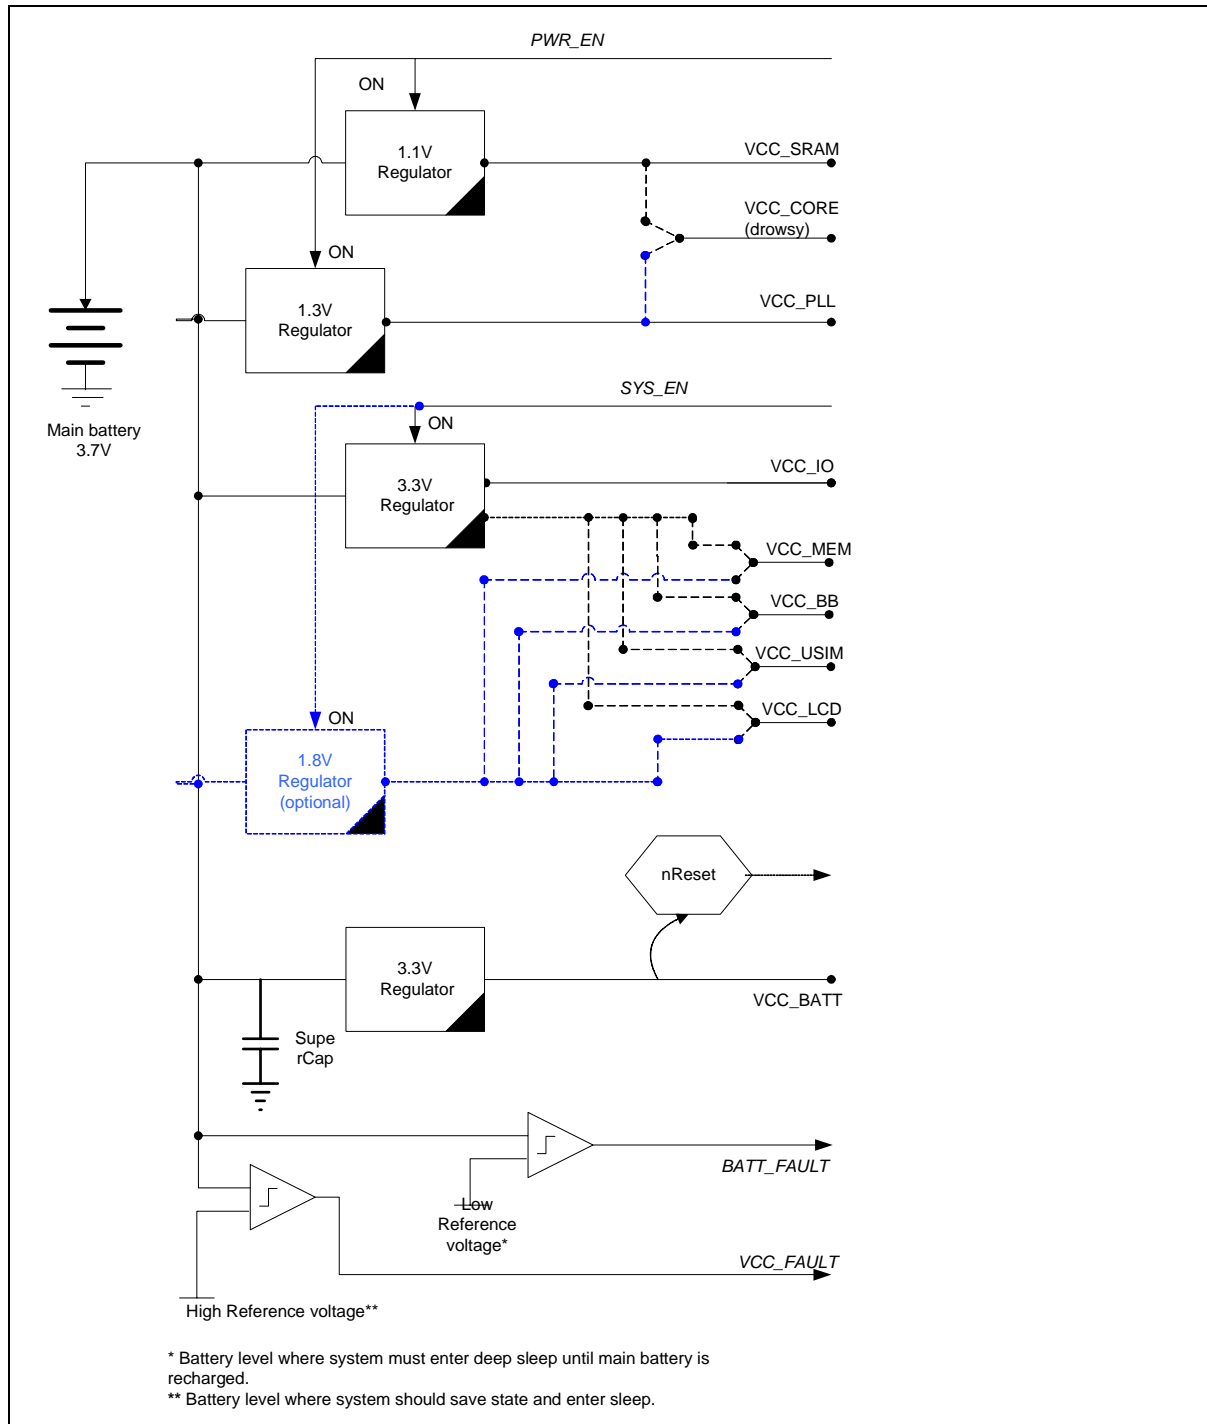 PWR_EN
ON
1.1V
Regulator
VCC_SRAM
VCC_CORE
(drowsy)
ON
1.3V
Regulator
VCC_PLL
Main battery
3.7V
SYS_EN
ON
3.3V
Regulator
VCC_IO
VCC_MEM
VCC_BB
VCC_USIM
VCC_LCD
ON
1.8V
Regulator
(optional)
nReset
3.3V
Regulator
VCC_BATT
Supe
rCap
BATT_FAULT
Low
Reference
voltage*
VCC_FAULT
High Reference voltage**
* Battery level where system must enter deep sleep until main battery is
recharged.
** Battery level where system should save state and enter sleep.